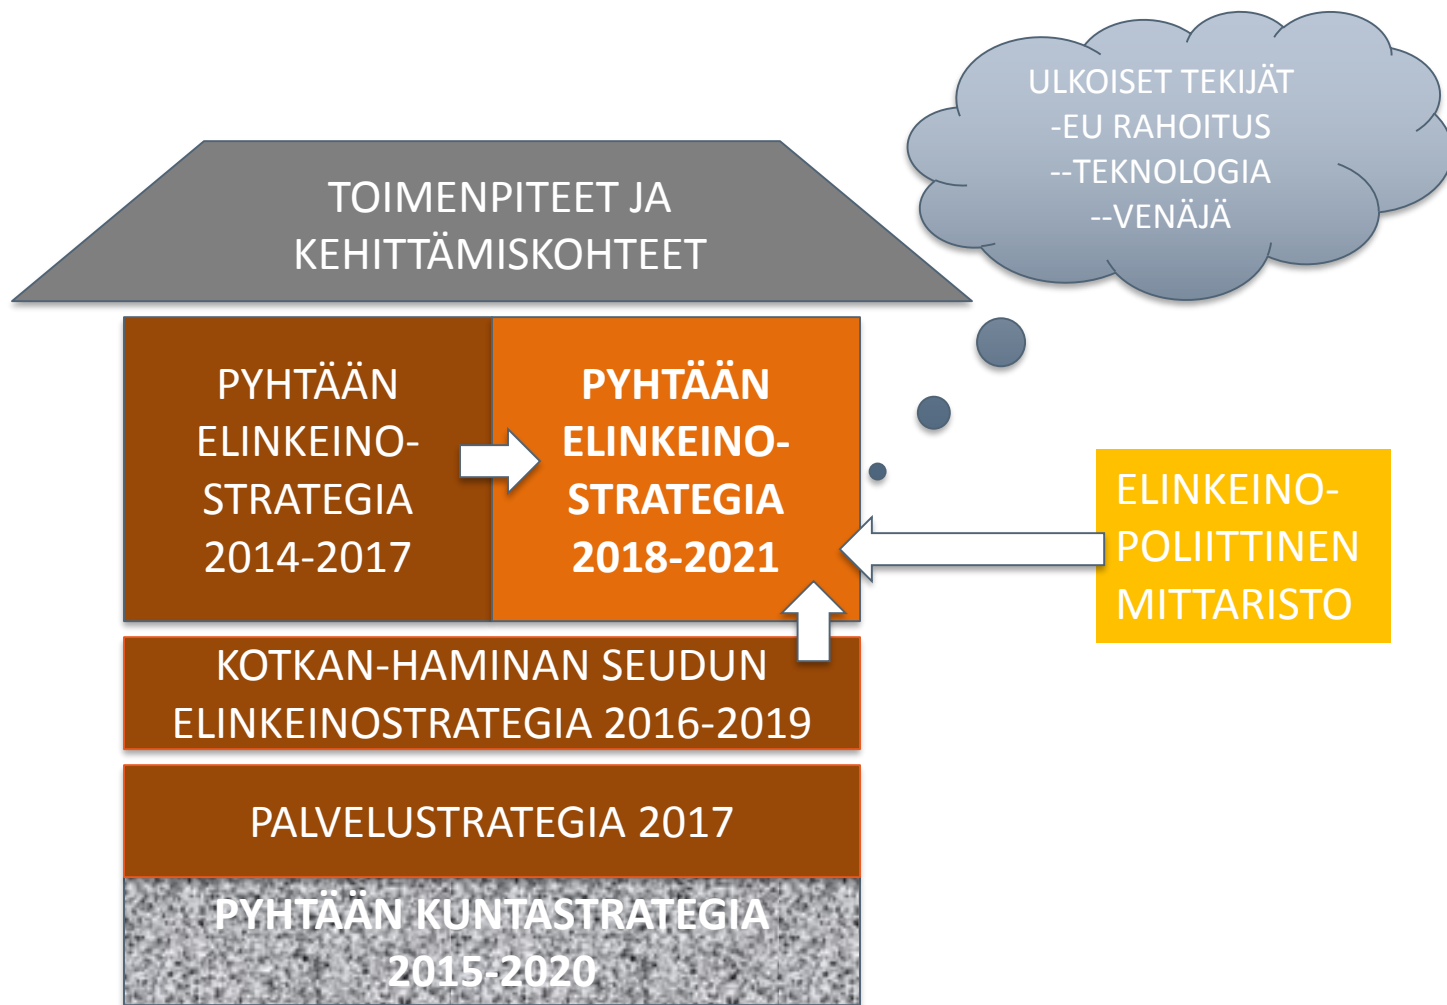 ULKOISET TEKIJÄT
-EU RAHOITUS
--TEKNOLOGIA
--VENÄJÄ
TOIMENPITEET JA
KEHITTÄMISKOHTEET
PYHTÄÄN
ELINKEINO-
STRATEGIA
2014-2017
PYHTÄÄN
ELINKEINO-
STRATEGIA
2018-2021
ELINKEINO-
POLIITTINEN
MITTARISTO
KOTKAN-HAMINAN SEUDUN
ELINKEINOSTRATEGIA 2016-2019
PALVELUSTRATEGIA 2017
PYHTÄÄN KUNTASTRATEGIA
2015-2020